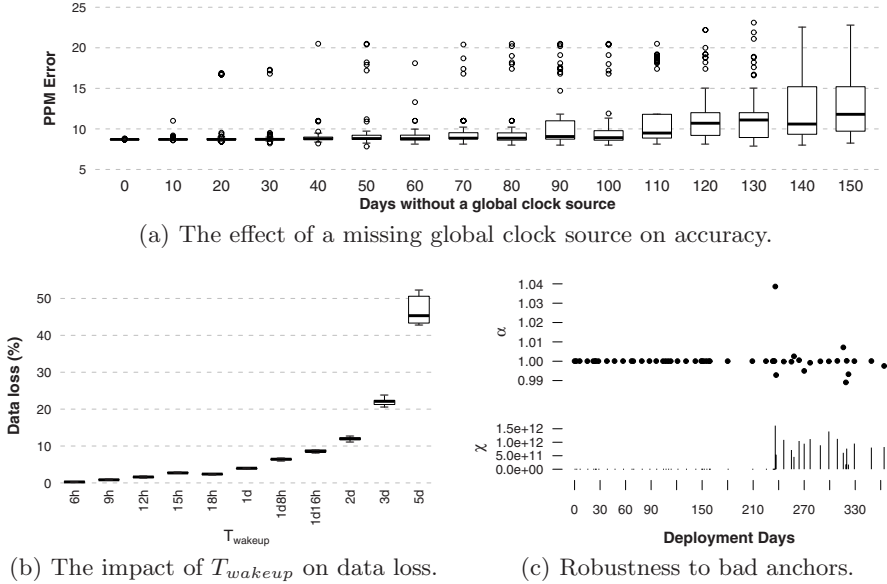 25
20
15
10
5
PPM Error
0 10 20 30 40 50 60 70 80 90 100 110 120 130 140 150
Days without a global clock source
(a) The effect of a missing global clock source on accuracy.
50
40
30
20
10
0
Data loss (%)
6h 9h 12h 15h 18h 1d 1d8h 1d16h 2d 3d 5d
Twakeup
(b) The impact of Twakeup on data loss.
1.04
1.03
1.02
1.01
1.00
0.99
α
1.5e+12
1.0e+12
5.0e+11
0.0e+00
χ
0 30 60 90 150 210 270 330
Deployment Days
(c) Robustness to bad anchors.